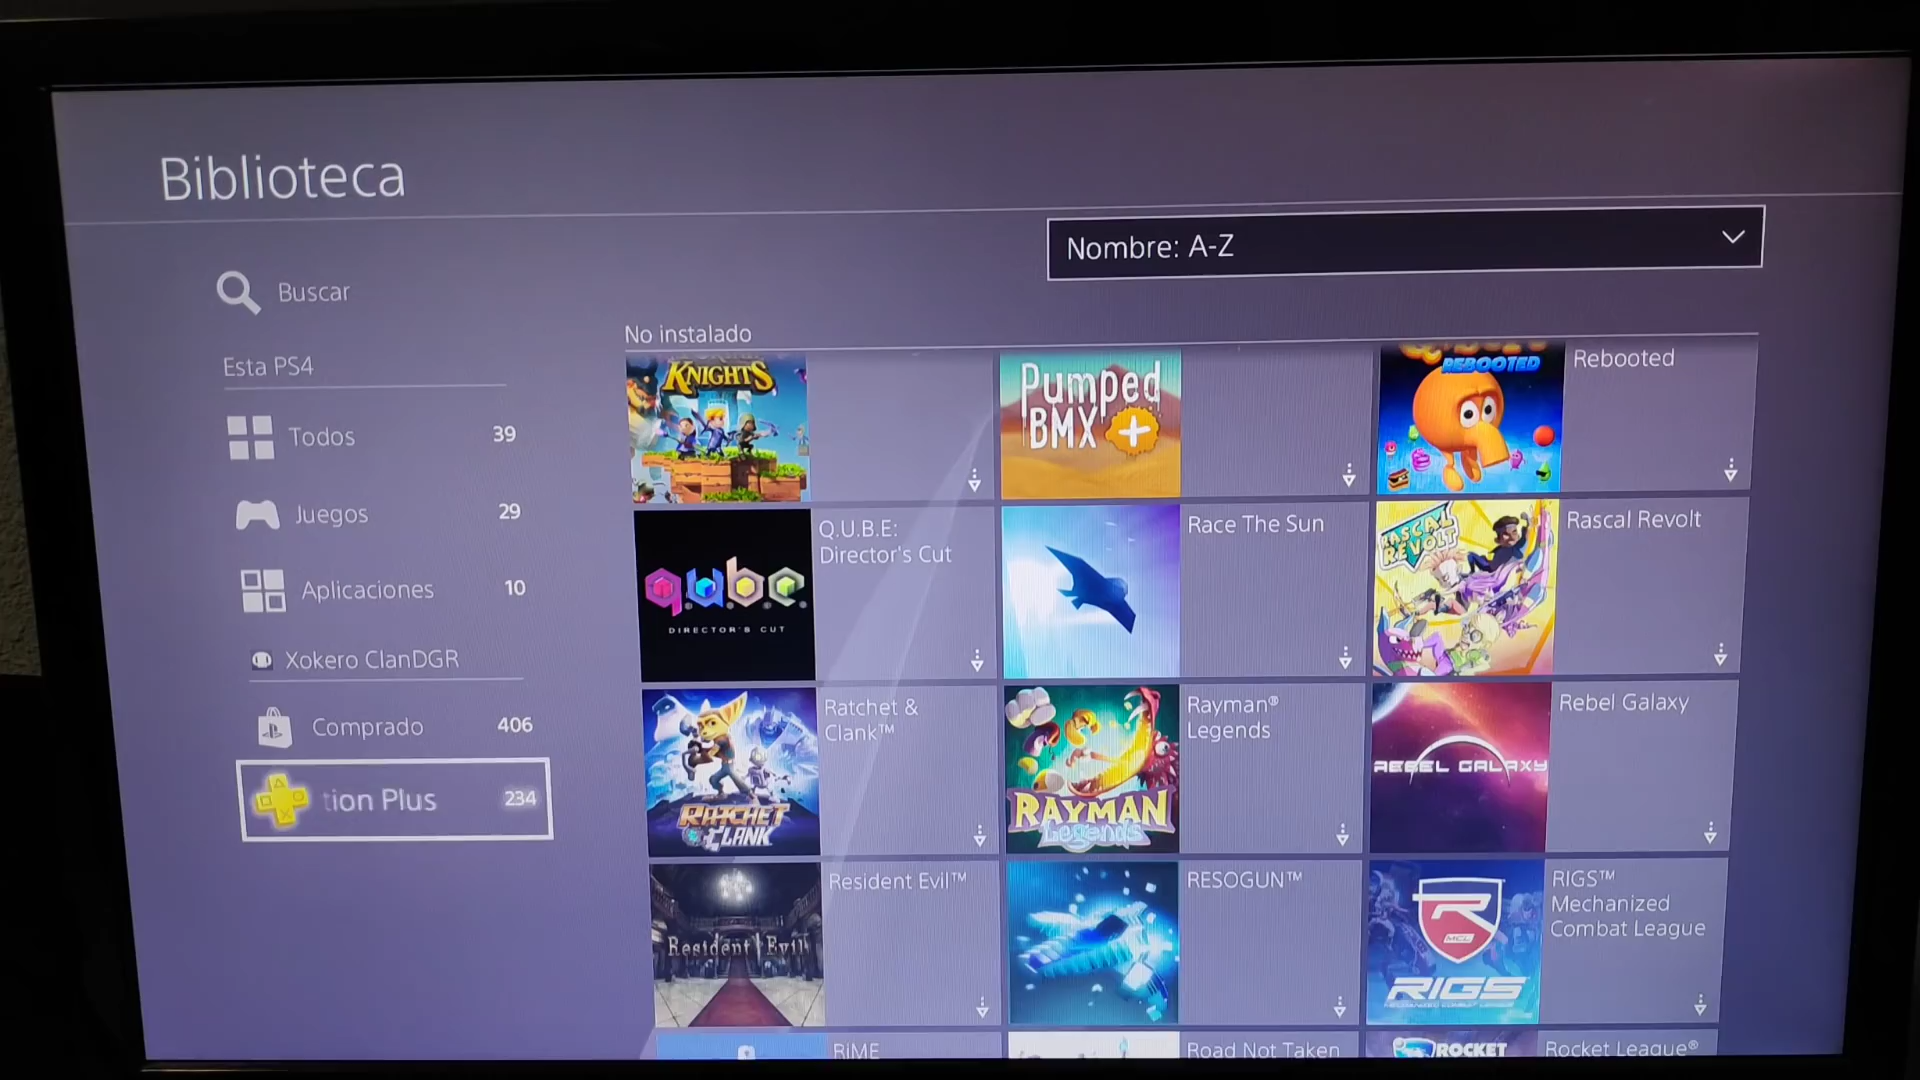 Biblioteca
Nombre: A-Z
Buscar
No instalado
Esta PS4
Todos 39
Juegos 29
Aplicaciones 10
Xokero ClanDGR
Comprado 406
tion Plus 234
KNIGHTS
Pumped
BMX +
REBOOTED
Rebooted
q.u.b.e.
DIRECTOR'S CUT
Q.U.B.E:
Director's Cut
Race The Sun
RASCAL
REVOLT
Rascal Revolt
RATCHET
CLANK
Ratchet &
Clank™
RAYMAN
Legends
Rayman®
Legends
REBEL GALAXY
Rebel Galaxy
Resident Evil
Resident Evil™
RESOGUN™
R
MCL
RIGS
RIGS™
Mechanized
Combat League
RiME
Road Not Taken
ROCKET
Rocket League®